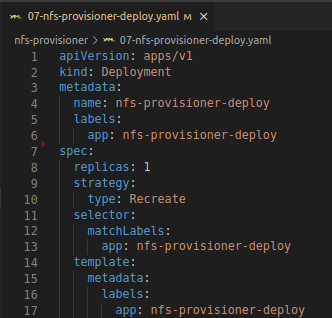 07-nfs-provisioner-deploy.yaml M ×
nfs-provisioner > 07-nfs-provisioner-deploy.yaml
1 apiVersion: apps/v1
2 kind: Deployment
3 metadata:
4   name: nfs-provisioner-deploy
5   labels:
6     app: nfs-provisioner-deploy
7 spec:
8   replicas: 1
9   strategy:
10     type: Recreate
11   selector:
12     matchLabels:
13       app: nfs-provisioner-deploy
14   template:
15     metadata:
16       labels:
17         app: nfs-provisioner-deploy